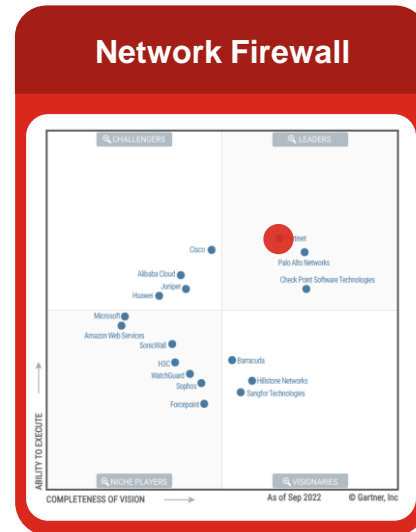 Network Firewall
CHALLENGERS
LEADERS
Cisco
Palo Alto Networks
Alibaba Cloud
Check Point Software Technologies
Juniper
Huawei
Microsoft
Amazon Web Services
SonicWall
H3C
Barracuda
WatchGuard
Hillstone Networks
Sophos
Sangfor Technologies
Forcepoint
ABILITY TO EXECUTE
NICHE PLAYERS
VISIONARIES
COMPLETENESS OF VISION
As of Sep 2022
© Gartner, Inc